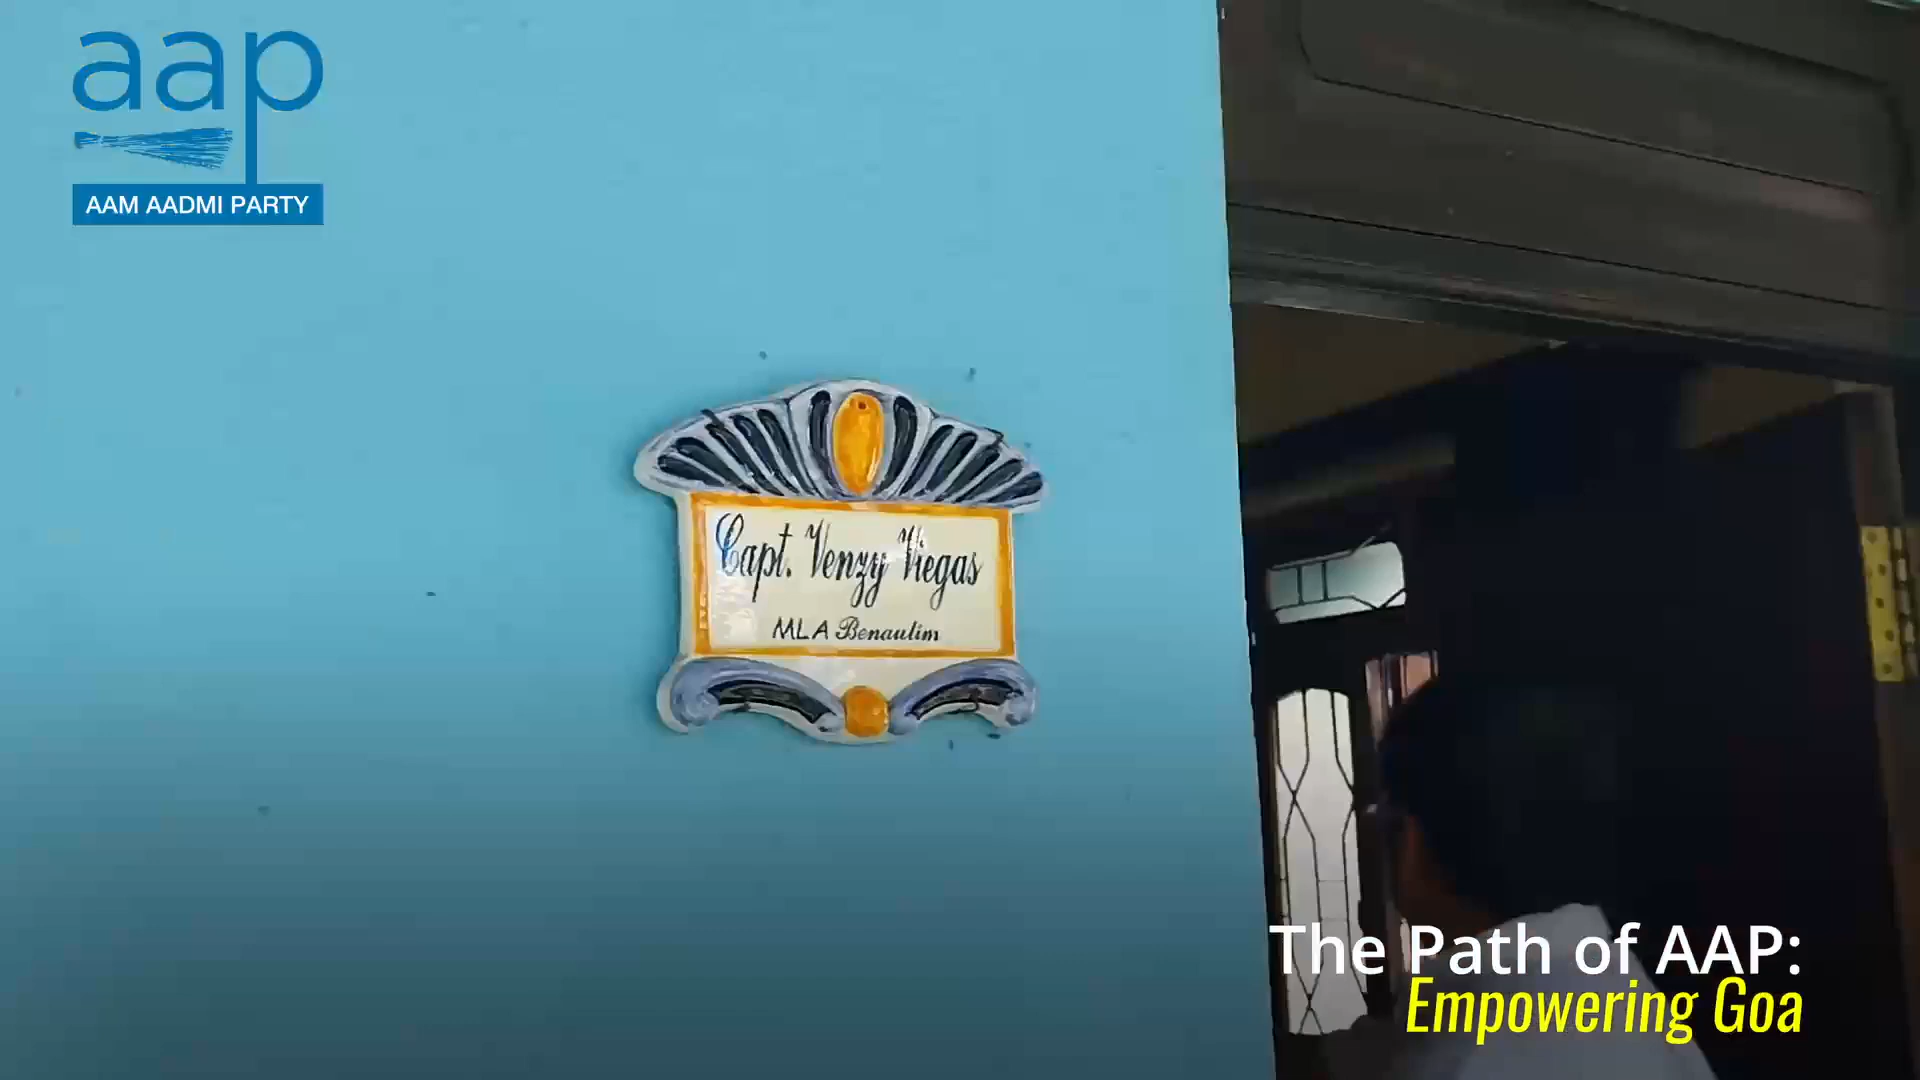 aap
AAM AADMI PARTY
Capt. Venzy Viegas
MLA Benaulim
The Path of AAP:
Empowering Goa